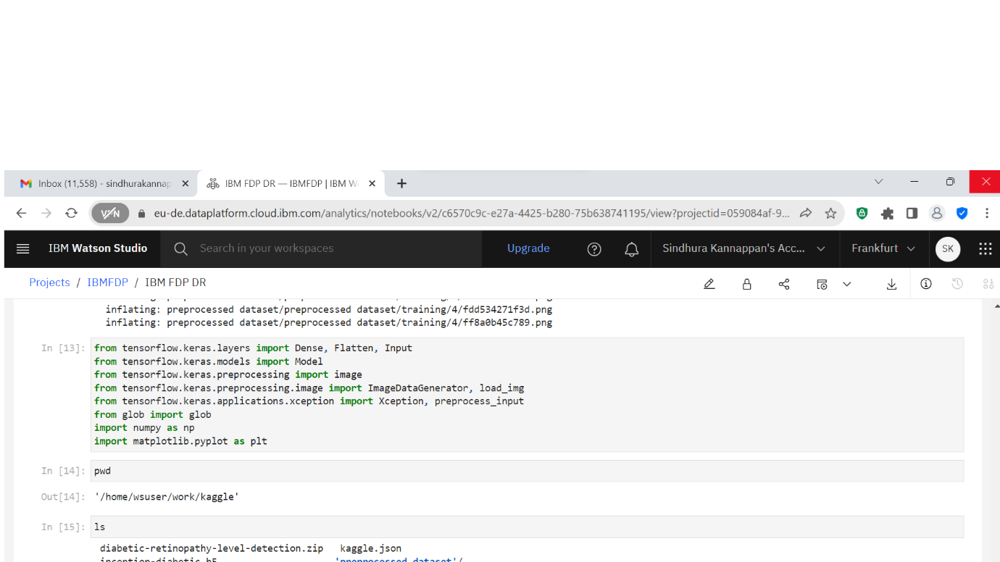 Inbox (11,558) - sindhurakannap
IBM FDP DR — IBMFDP | IBM W
VPN
eu-de.dataplatform.cloud.ibm.com/analytics/notebooks/v2/c6570c9c-e27a-4425-b280-75b638741195/view?projectid=059084af-9...
IBM Watson Studio
Search in your workspaces
Upgrade
Sindhura Kannappan's Acc...
Frankfurt
SK
Projects / IBMFDP / IBM FDP DR
inflating: preprocessed dataset/preprocessed dataset/training/4/fdd534271f3d.png
inflating: preprocessed dataset/preprocessed dataset/training/4/ff8a0b45c789.png
In [13]:
from tensorflow.keras.layers import Dense, Flatten, Input
from tensorflow.keras.models import Model
from tensorflow.keras.preprocessing import image
from tensorflow.keras.preprocessing.image import ImageDataGenerator, load_img
from tensorflow.keras.applications.xception import Xception, preprocess_input
from glob import glob
import numpy as np
import matplotlib.pyplot as plt
In [14]: pwd
Out[14]: '/home/wsuser/work/kaggle'
In [15]: ls
diabetic-retinopathy-level-detection.zip kaggle.json
inception-diabetic.h5 'preprocessed dataset'/